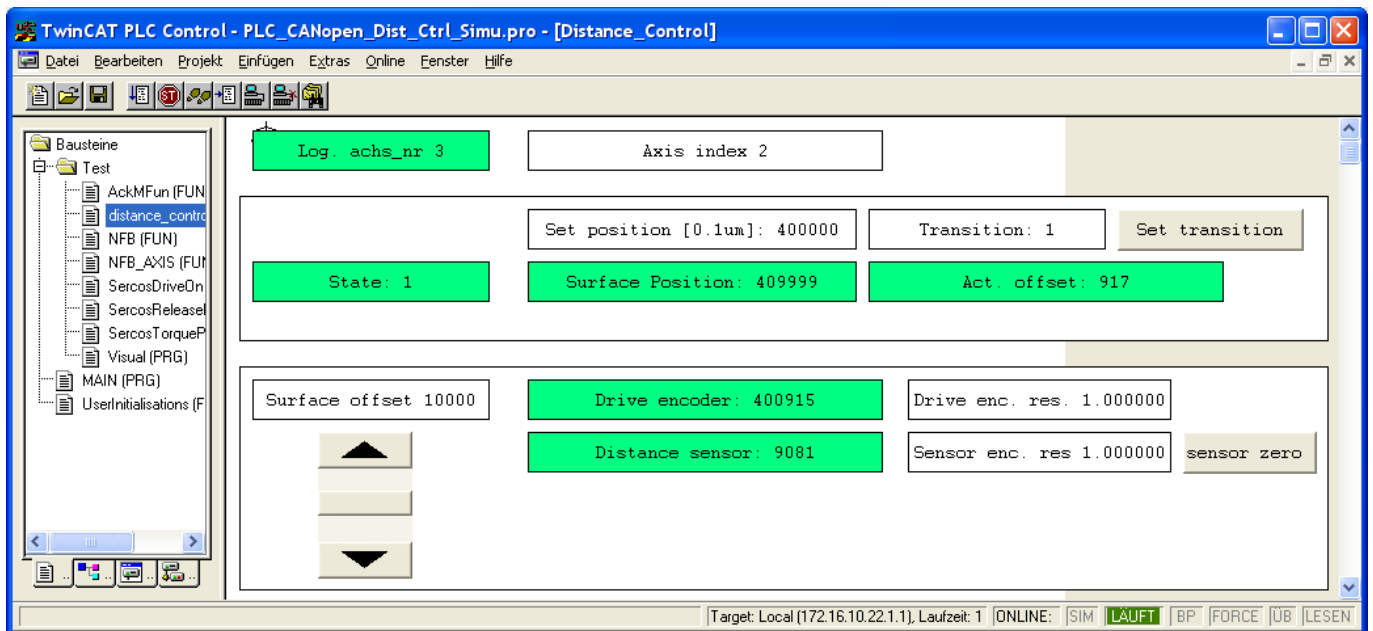 TwinCAT PLC Control - PLC_CANopen_Dist_Ctrl_Simu.pro - [Distance_Control]
Datei Bearbeiten Projekt Einfügen Extras Online Fenster Hilfe
ST
Bausteine
Test
AckMFun (FUN
distance_contro
NFB (FUN)
NFB_AXIS (FUN
SercosDriveOn
SercosReleasel
SercosTorqueP
Visual (PRG)
MAIN (PRG)
UserInitialisations (F
Log. achs_nr 3
Axis index 2
Set position [0.1um]: 400000
Transition: 1
Set transition
State: 1
Surface Position: 409999
Act. offset: 917
Surface offset 10000
Drive encoder: 400915
Drive enc. res. 1.000000
Distance sensor: 9081
Sensor enc. res 1.000000
sensor zero
Target: Local (172.16.10.22.1.1), Laufzeit: 1 ONLINE: SIM LÄUFT BP FORCE ÜB LESEN